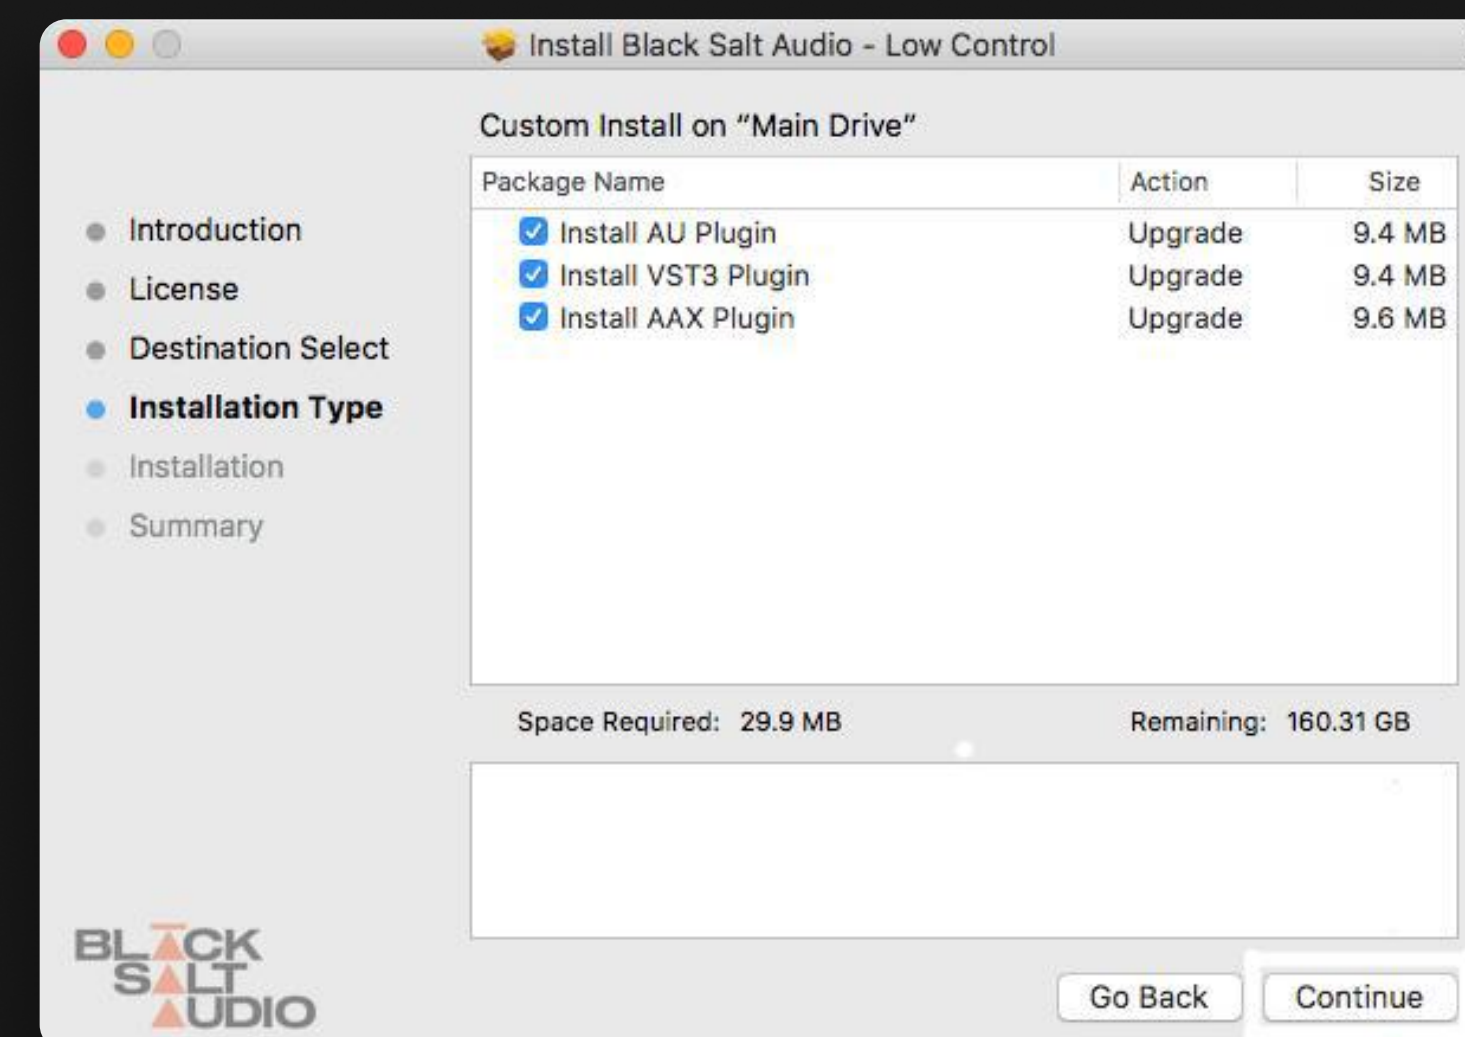 Install Black Salt Audio - Low Control
Custom Install on “Main Drive”
Package Name Action Size
Install AU Plugin Upgrade 9.4 MB
Install VST3 Plugin Upgrade 9.4 MB
Install AAX Plugin Upgrade 9.6 MB
Introduction
License
Destination Select
Installation Type
Installation
Summary
Space Required: 29.9 MB Remaining: 160.31 GB
BLACK
SALT
AUDIO
Go Back Continue